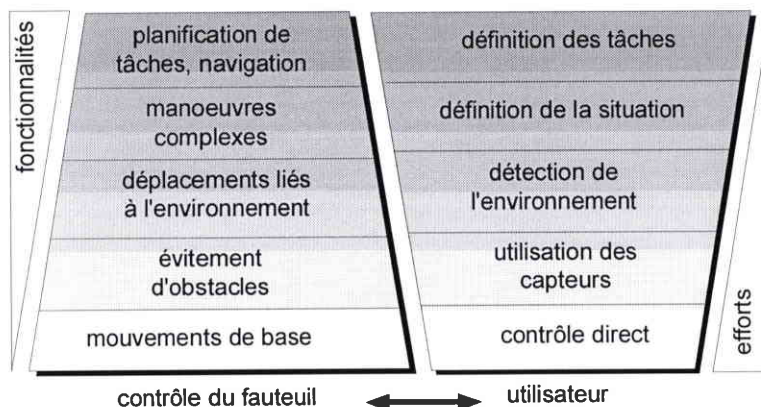 fonctionnalités
planification de
tâches, navigation
manoeuvres
complexes
déplacements liés
à l'environnement
évitement
d'obstacles
mouvements de base
définition des tâches
définition de la situation
détection de
l'environnement
utilisation des
capteurs
contrôle direct
efforts
contrôle du fauteuil
utilisateur